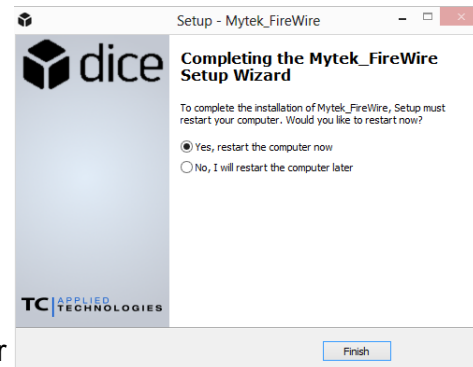 Setup - Mytek_FireWire
dice
Completing the Mytek_FireWire
Setup Wizard
To complete the installation of Mytek_FireWire, Setup must
restart your computer. Would you like to restart now?
Yes, restart the computer now
No, I will restart the computer later
TC APPLIED
TECHNOLOGIES
r
Finish